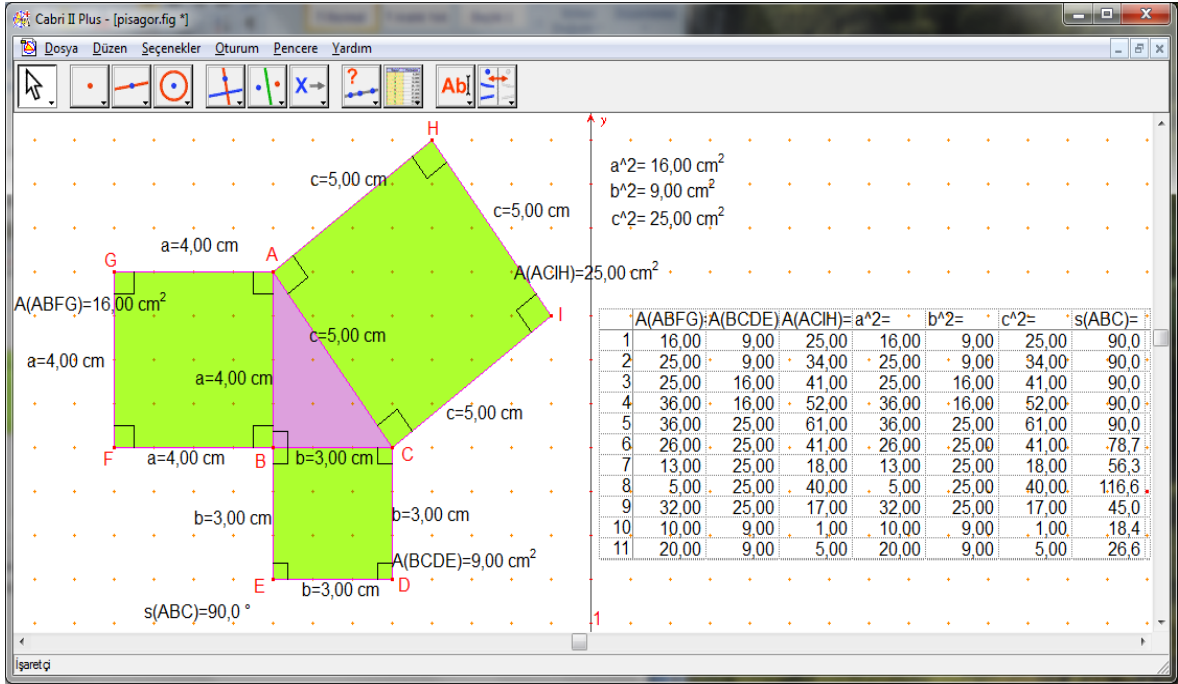 Cabri II Plus - [pisagor.fig *]
Dosya Düzen Seçenekler Oturum Pencere Yardım
? X Ab
y
H
a^2= 16,00 cm²
b^2= 9,00 cm²
c^2= 25,00 cm²
c=5,00 cm
c=5,00 cm
a=4,00 cm
G A
A(ACIH)=25,00 cm²
A(ABFG)=16,00 cm²
I
c=5,00 cm
a=4,00 cm
a=4,00 cm
c=5,00 cm
F a=4,00 cm B b=3,00 cm C
b=3,00 cm b=3,00 cm
A(BCDE)=9,00 cm²
E b=3,00 cm D
s(ABC)=90,0 °
1
A(ABFG)= A(BCDE) A(ACIH)= a^2= b^2= c^2= s(ABC)=
1 16,00 9,00 25,00 16,00 9,00 25,00 90,0
2 25,00 9,00 34,00 25,00 9,00 34,00 90,0
3 25,00 16,00 41,00 25,00 16,00 41,00 90,0
4 36,00 16,00 52,00 36,00 16,00 52,00 90,0
5 36,00 25,00 61,00 36,00 25,00 61,00 90,0
6 26,00 25,00 41,00 26,00 25,00 41,00 78,7
7 13,00 25,00 18,00 13,00 25,00 18,00 56,3
8 5,00 25,00 40,00 5,00 25,00 40,00 116,6
9 32,00 25,00 17,00 32,00 25,00 17,00 45,0
10 10,00 9,00 1,00 10,00 9,00 1,00 18,4
11 20,00 9,00 5,00 20,00 9,00 5,00 26,6
İşaretçi